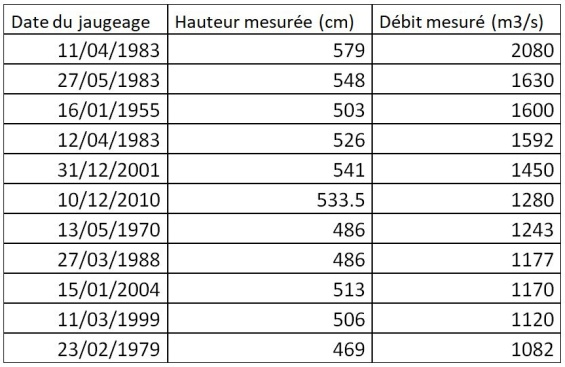 Date du jaugeage Hauteur mesurée (cm) Débit mesuré (m3/s)
11/04/1983 579 2080
27/05/1983 548 1630
16/01/1955 503 1600
12/04/1983 526 1592
31/12/2001 541 1450
10/12/2010 533.5 1280
13/05/1970 486 1243
27/03/1988 486 1177
15/01/2004 513 1170
11/03/1999 506 1120
23/02/1979 469 1082